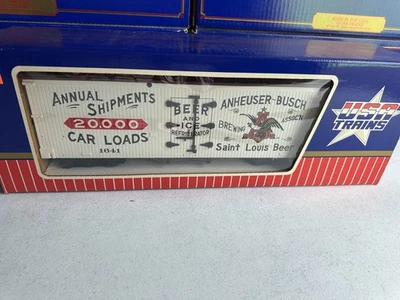 ANNUAL
SHIPMENTS
20.000
CAR LOADS
1641
BEER
AND
ICE
REFRIGERATOR
ANHEUSER-BUSCH
BREWING ASSOCN
Saint Louis Beer
USA
TRAINS